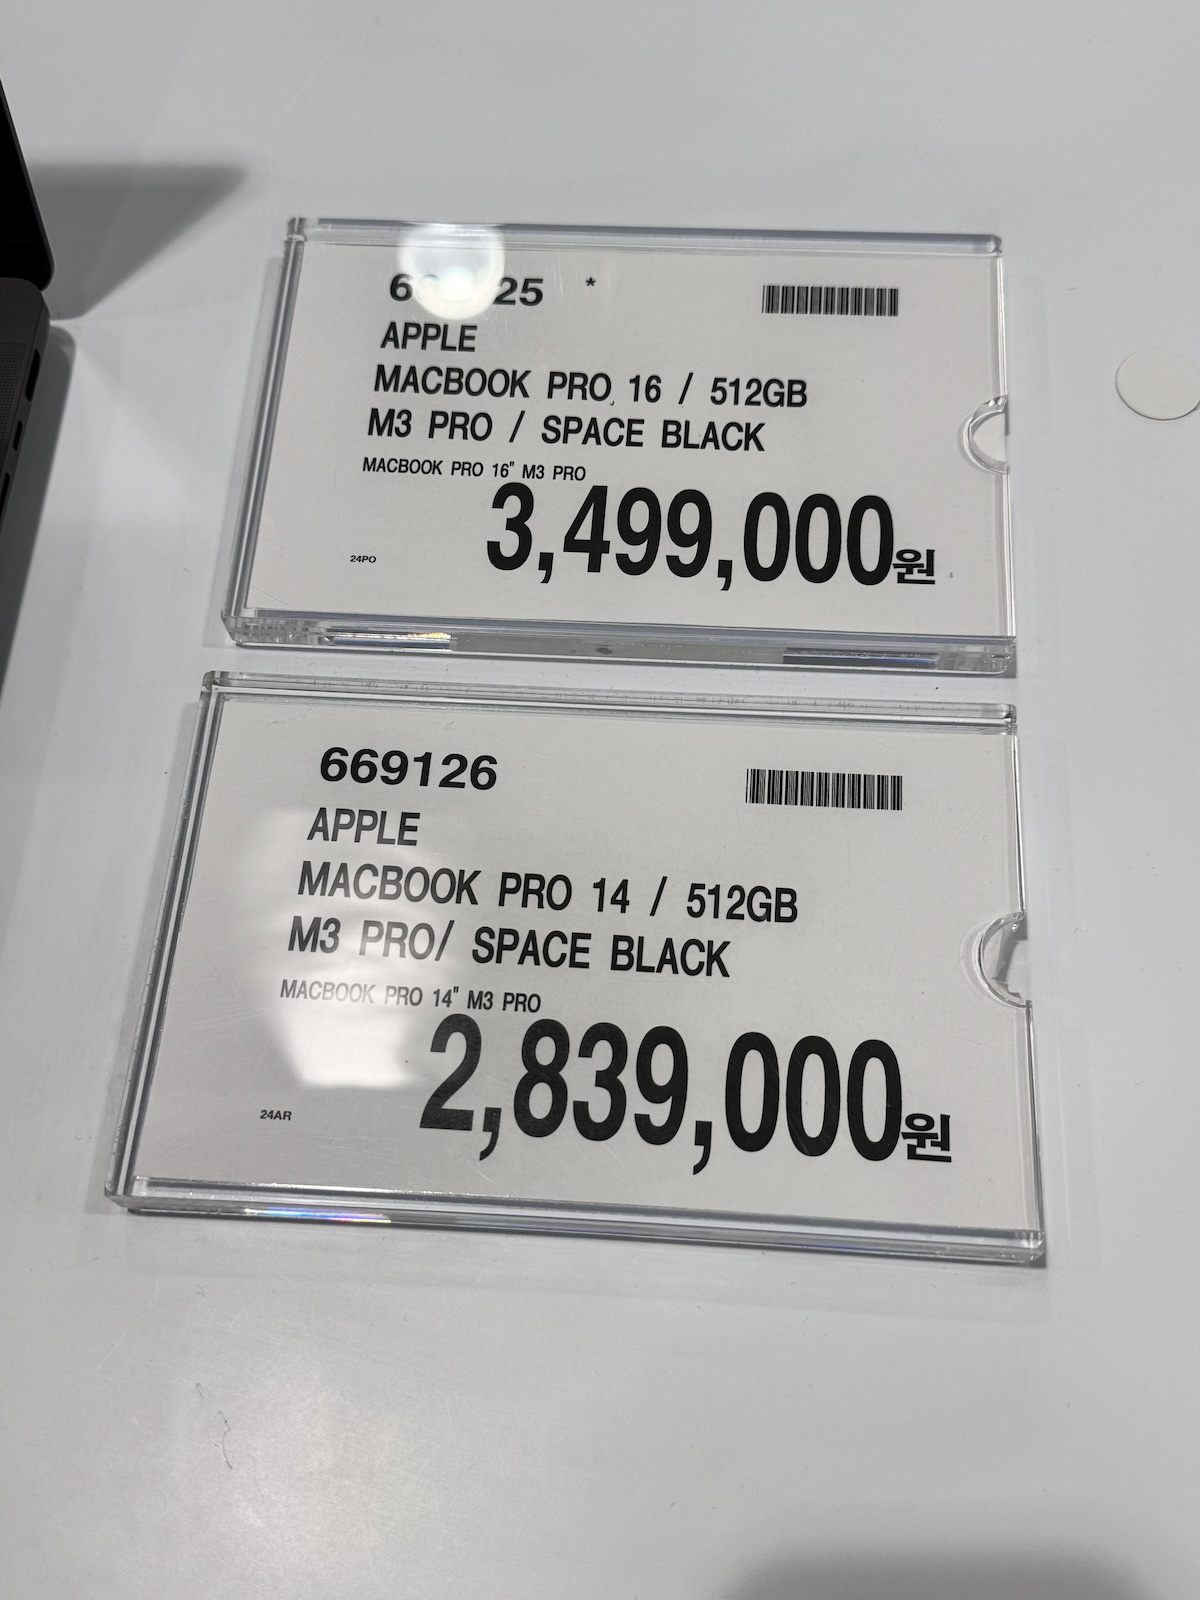 *
APPLE
MACBOOK PRO 16 / 512GB
M3 PRO / SPACE BLACK
MACBOOK PRO 16" M3 PRO
3,499,000원
24PO
669126
APPLE
MACBOOK PRO 14 / 512GB
M3 PRO/ SPACE BLACK
MACBOOK PRO 14" M3 PRO
2,839,000원
24AR